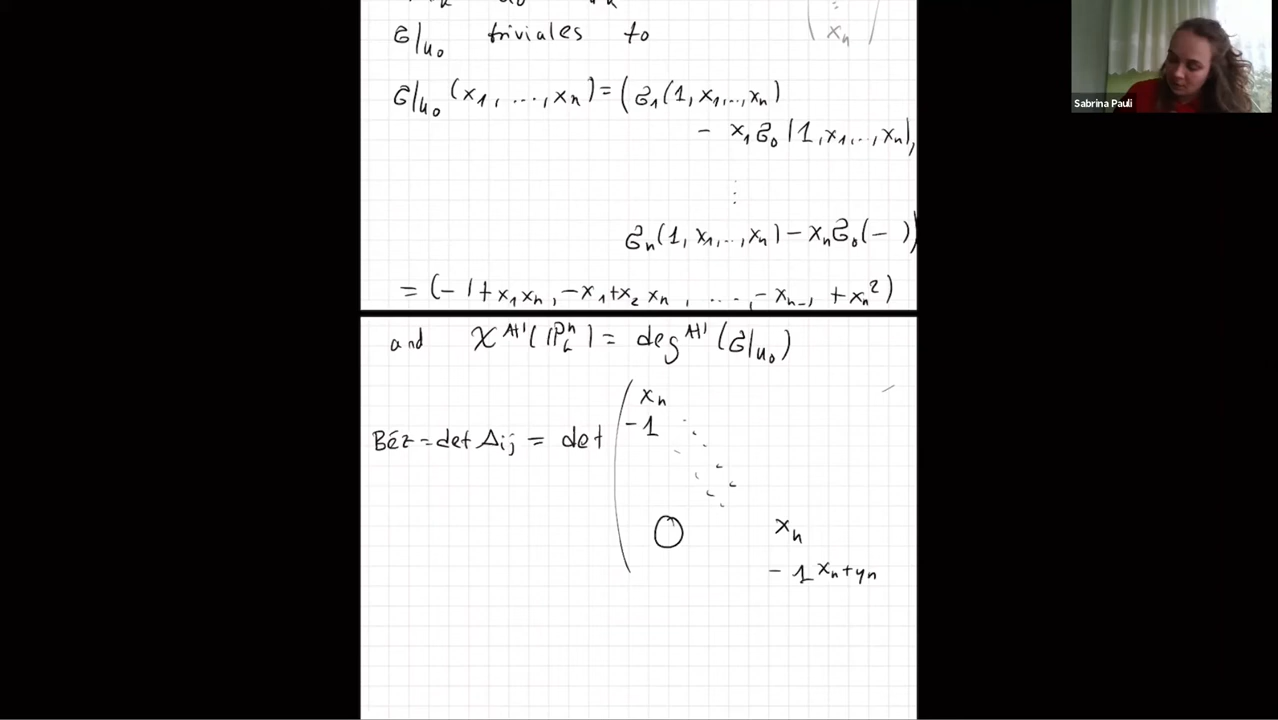 σ|u₀ triviales to
( ⋮ xₙ )
σ|u₀ (x₁, ..., xₙ) = (σ₁(1, x₁, ..., xₙ)
− x₁σ₀(1, x₁, ..., xₙ),
⋮
σₙ(1, x₁, ..., xₙ) − xₙσ₀(− ))
= (−1 + x₁xₙ, −x₁ + x₂xₙ, ..., −xₙ₋₁ + xₙ²)
and χ^A¹(ℙⁿₖ) = deg^A¹(σ|u₀)
Béz = det Δᵢⱼ = det (
xₙ
−1
0 xₙ
−1 xₙ+yₙ
Sabrina Pauli